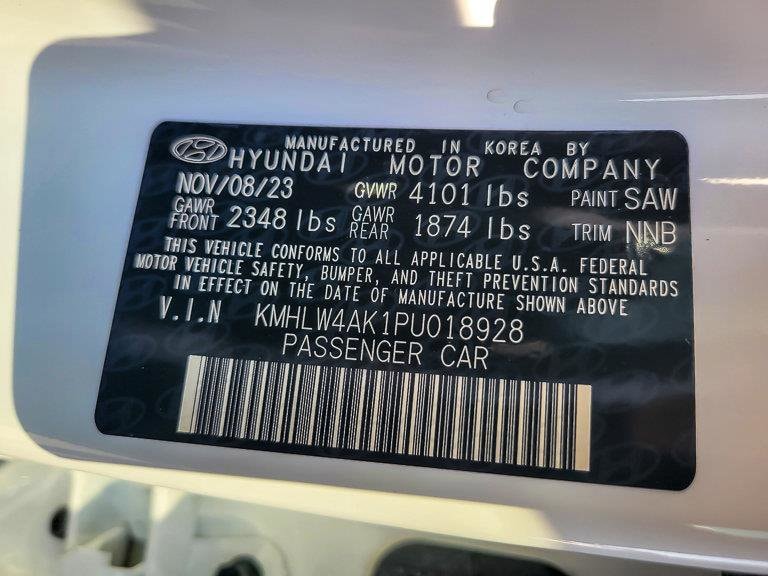 MANUFACTURED IN KOREA BY
HYUNDAI MOTOR COMPANY
NOV/08/23 GVWR 4101 lbs PAINT SAW
GAWR FRONT 2348 lbs GAWR REAR 1874 lbs TRIM NNB
THIS VEHICLE CONFORMS TO ALL APPLICABLE U.S.A. FEDERAL
MOTOR VEHICLE SAFETY, BUMPER, AND THEFT PREVENTION STANDARDS
IN EFFECT ON THE DATE OF MANUFACTURE SHOWN ABOVE
V.I.N KMHLW4AK1PU018928
PASSENGER CAR